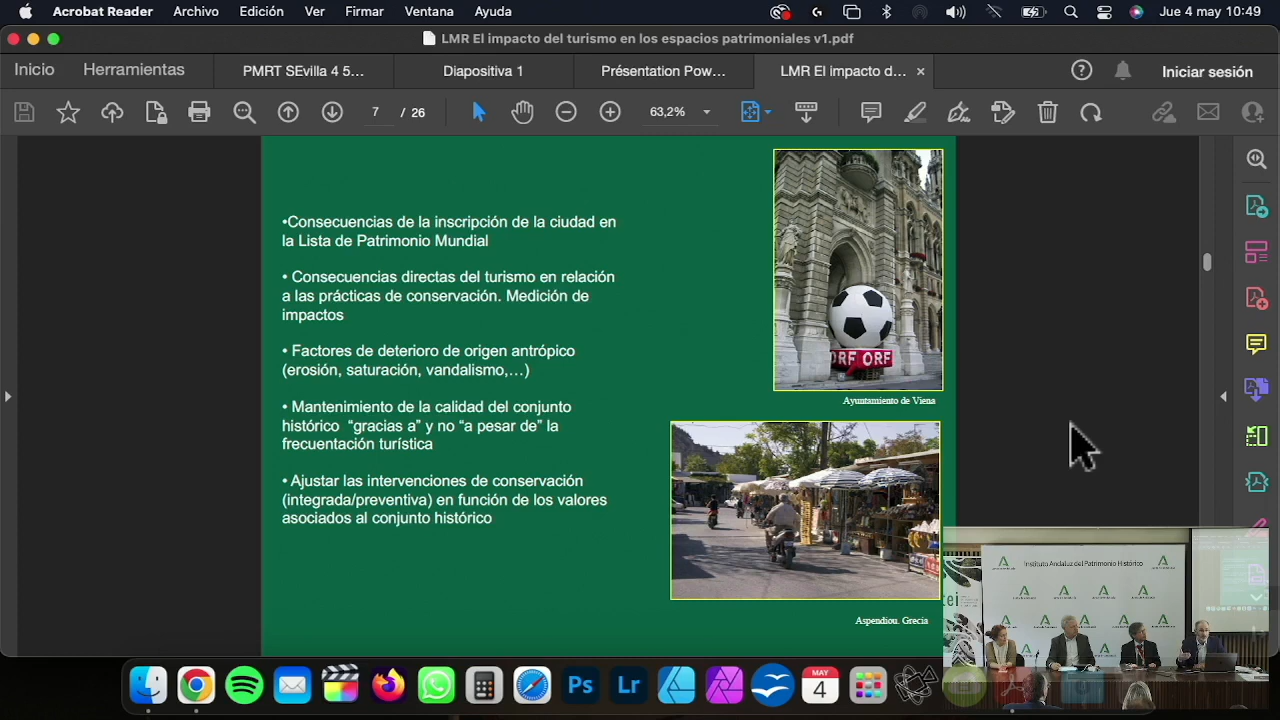 Acrobat Reader Archivo Edición Ver Firmar Ventana Ayuda Jue 4 may 10:49
LMR El impacto del turismo en los espacios patrimoniales v1.pdf
Inicio Herramientas PMRT SEvilla 4 5... Diapositiva 1 Présentation Pow... LMR El impacto d... × Iniciar sesión
7 / 26 63,2%
•Consecuencias de la inscripción de la ciudad en
la Lista de Patrimonio Mundial
• Consecuencias directas del turismo en relación
a las prácticas de conservación. Medición de
impactos
• Factores de deterioro de origen antrópico
(erosión, saturación, vandalismo,…)
• Mantenimiento de la calidad del conjunto
histórico “gracias a” y no “a pesar de” la
frecuentación turística
• Ajustar las intervenciones de conservación
(integrada/preventiva) en función de los valores
asociados al conjunto histórico
ORF ORF
Ayuntamiento de Viena
Aspendiou. Grecia
Instituto Andaluz del Patrimonio Histórico
Ps Lr
MAY
4